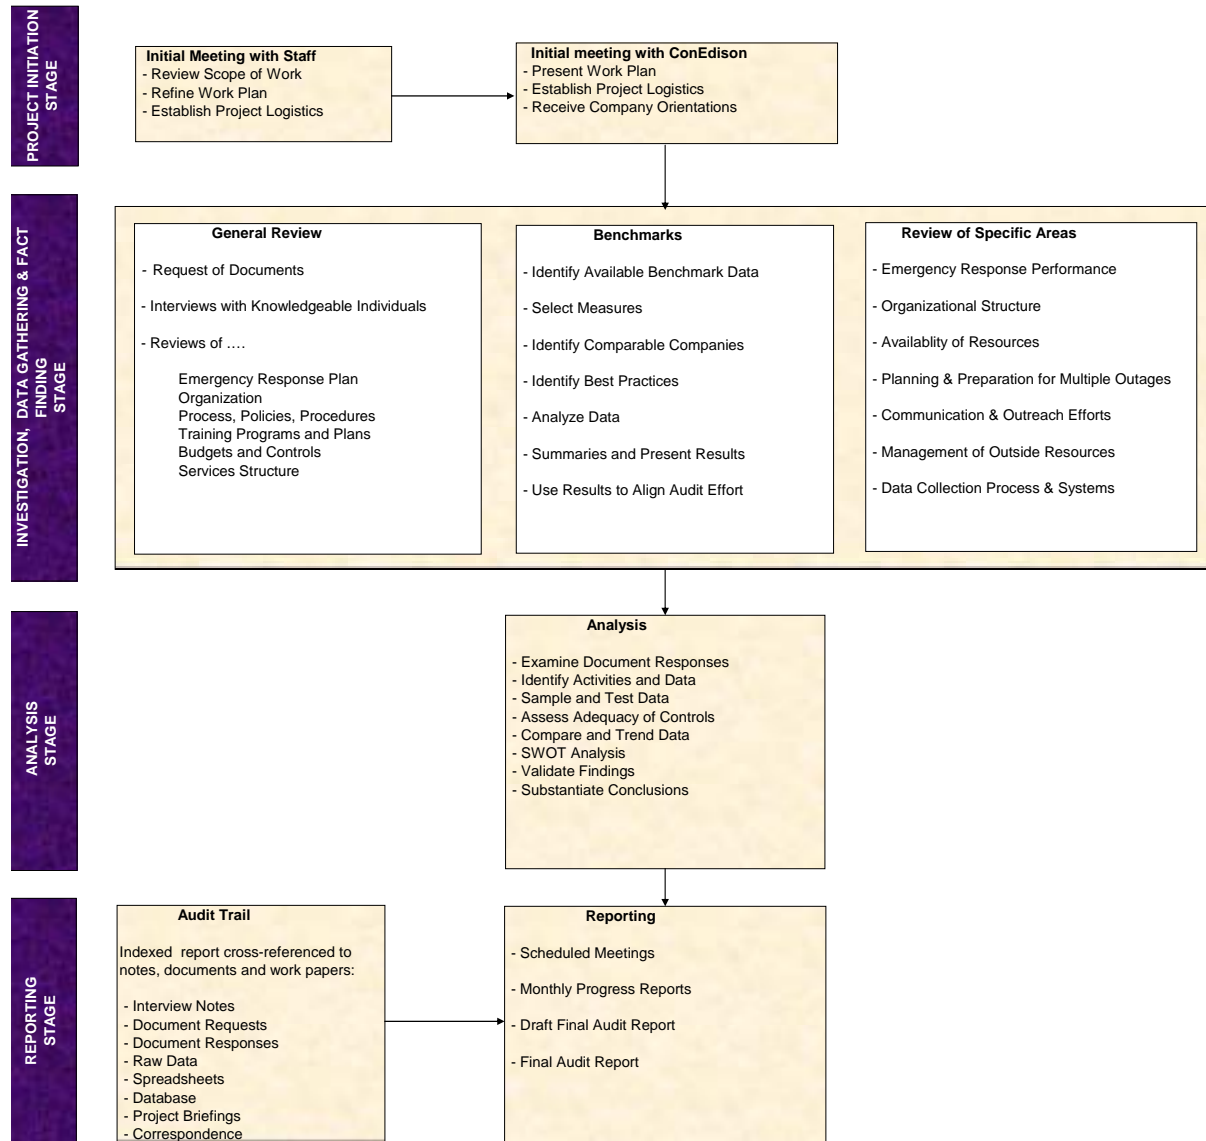 PROJECT INITIATION
STAGE
Initial Meeting with Staff
- Review Scope of Work
- Refine Work Plan
- Establish Project Logistics
Initial meeting with ConEdison
- Present Work Plan
- Establish Project Logistics
- Receive Company Orientations
INVESTIGATION, DATA GATHERING & FACT
FINDING
STAGE
General Review
- Request of Documents
- Interviews with Knowledgeable Individuals
- Reviews of ….
Emergency Response Plan
Organization
Process, Policies, Procedures
Training Programs and Plans
Budgets and Controls
Services Structure
Benchmarks
- Identify Available Benchmark Data
- Select Measures
- Identify Comparable Companies
- Identify Best Practices
- Analyze Data
- Summaries and Present Results
- Use Results to Align Audit Effort
Review of Specific Areas
- Emergency Response Performance
- Organizational Structure
- Availablity of Resources
- Planning & Preparation for Multiple Outages
- Communication & Outreach Efforts
- Management of Outside Resources
- Data Collection Process & Systems
ANALYSIS
STAGE
Analysis
- Examine Document Responses
- Identify Activities and Data
- Sample and Test Data
- Assess Adequacy of Controls
- Compare and Trend Data
- SWOT Analysis
- Validate Findings
- Substantiate Conclusions
REPORTING
STAGE
Audit Trail
Indexed report cross-referenced to
notes, documents and work papers:
- Interview Notes
- Document Requests
- Document Responses
- Raw Data
- Spreadsheets
- Database
- Project Briefings
- Correspondence
Reporting
- Scheduled Meetings
- Monthly Progress Reports
- Draft Final Audit Report
- Final Audit Report